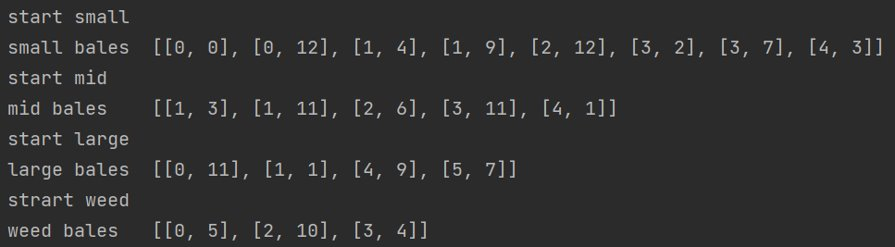 start small
small bales  [[0, 0], [0, 12], [1, 4], [1, 9], [2, 12], [3, 2], [3, 7], [4, 3]]
start mid
mid bales    [[1, 3], [1, 11], [2, 6], [3, 11], [4, 1]]
start large
large bales  [[0, 11], [1, 1], [4, 9], [5, 7]]
strart weed
weed bales   [[0, 5], [2, 10], [3, 4]]